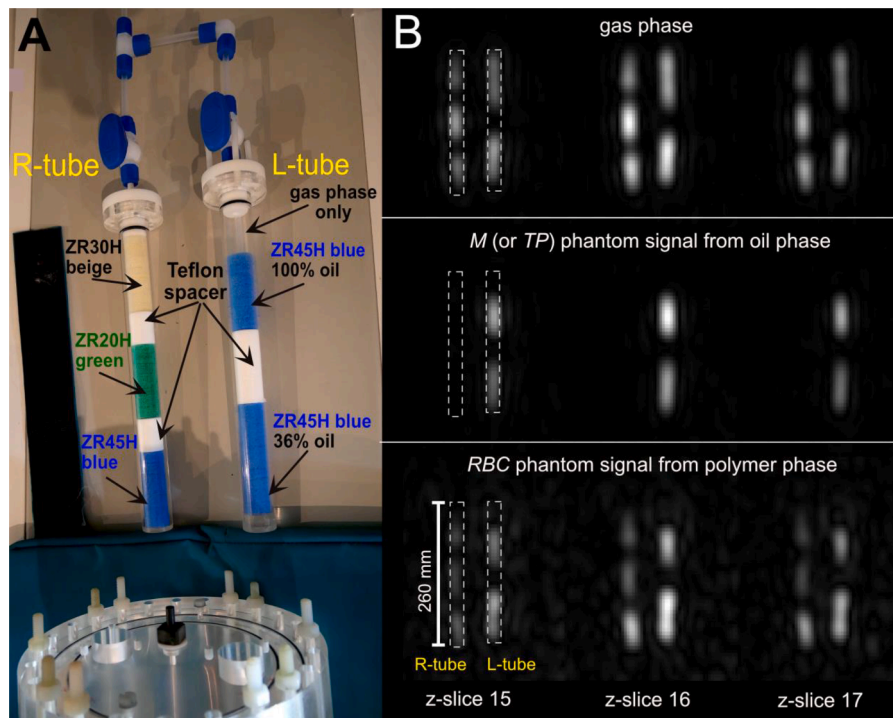 A
R-tube
L-tube
gas phase
only
ZR30H
beige
Teflon
spacer
ZR45H blue
100% oil
ZR20H
green
ZR45H
blue
ZR45H blue
36% oil
B
gas phase
M (or TP) phantom signal from oil phase
RBC phantom signal from polymer phase
260 mm
R-tube
L-tube
z-slice 15
z-slice 16
z-slice 17